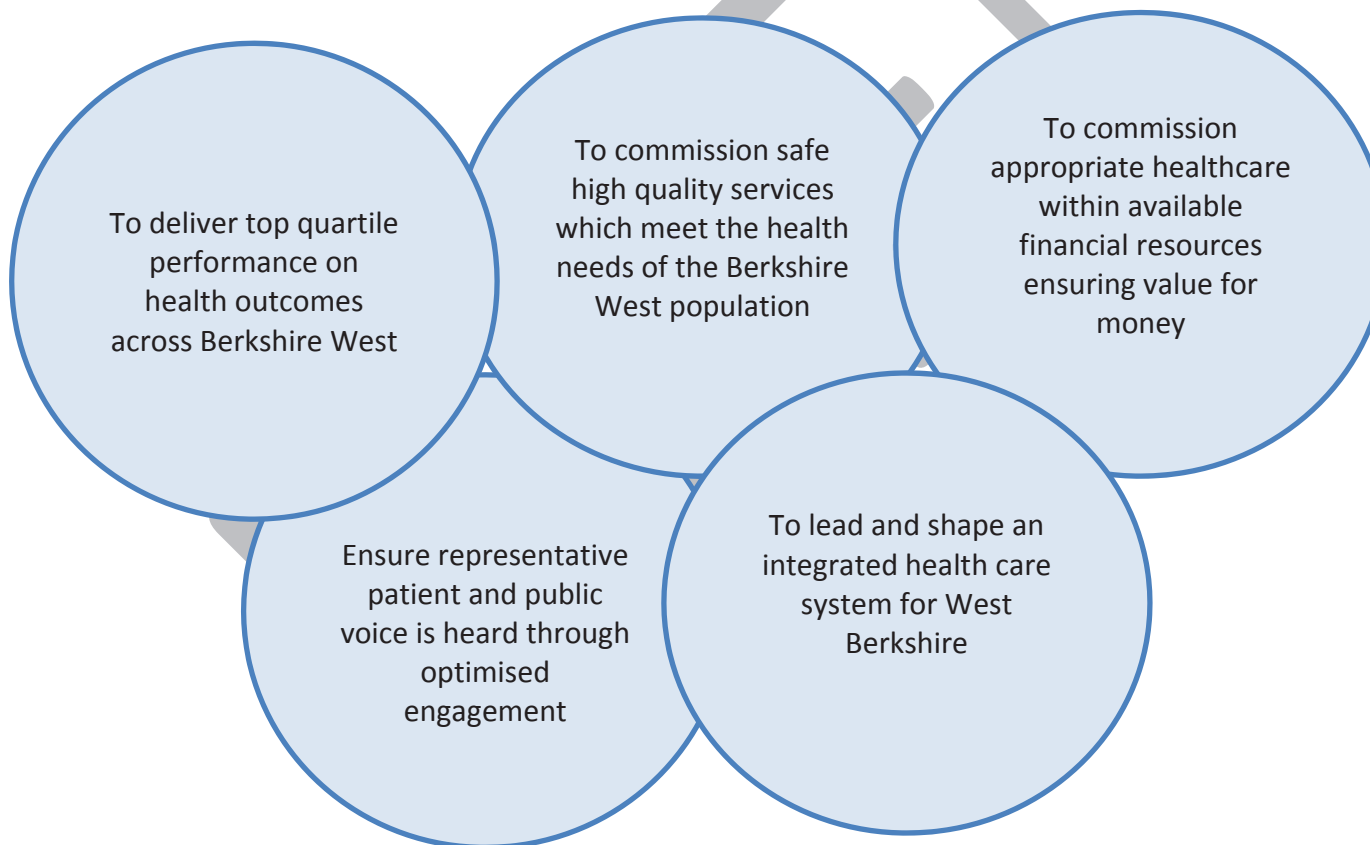 To deliver top quartile
performance on
health outcomes
across Berkshire West
To commission safe
high quality services
which meet the health
needs of the Berkshire
West population
To commission
appropriate healthcare
within available
financial resources
ensuring value for
money
Ensure representative
patient and public
voice is heard through
optimised
engagement
To lead and shape an
integrated health care
system for West
Berkshire